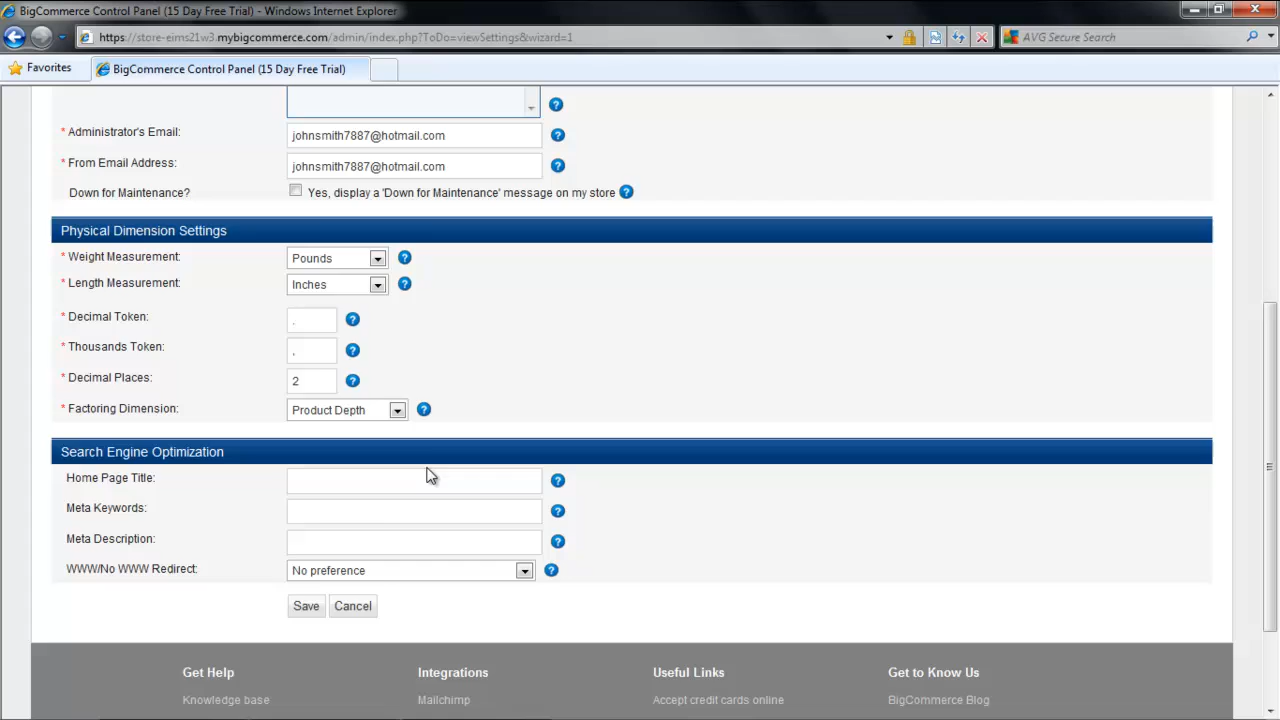 BigCommerce Control Panel (15 Day Free Trial) - Windows Internet Explorer
https://store-eims21w3.mybigcommerce.com/admin/index.php?ToDo=viewSettings&wizard=1
AVG Secure Search
Favorites
BigCommerce Control Panel (15 Day Free Trial)
* Administrator's Email: johnsmith7887@hotmail.com
* From Email Address: johnsmith7887@hotmail.com
Down for Maintenance? Yes, display a 'Down for Maintenance' message on my store
Physical Dimension Settings
* Weight Measurement: Pounds
* Length Measurement: Inches
* Decimal Token: .
* Thousands Token: ,
* Decimal Places: 2
* Factoring Dimension: Product Depth
Search Engine Optimization
Home Page Title:
Meta Keywords:
Meta Description:
WWW/No WWW Redirect: No preference
Save Cancel
Get Help Integrations Useful Links Get to Know Us
Knowledge base Mailchimp Accept credit cards online BigCommerce Blog